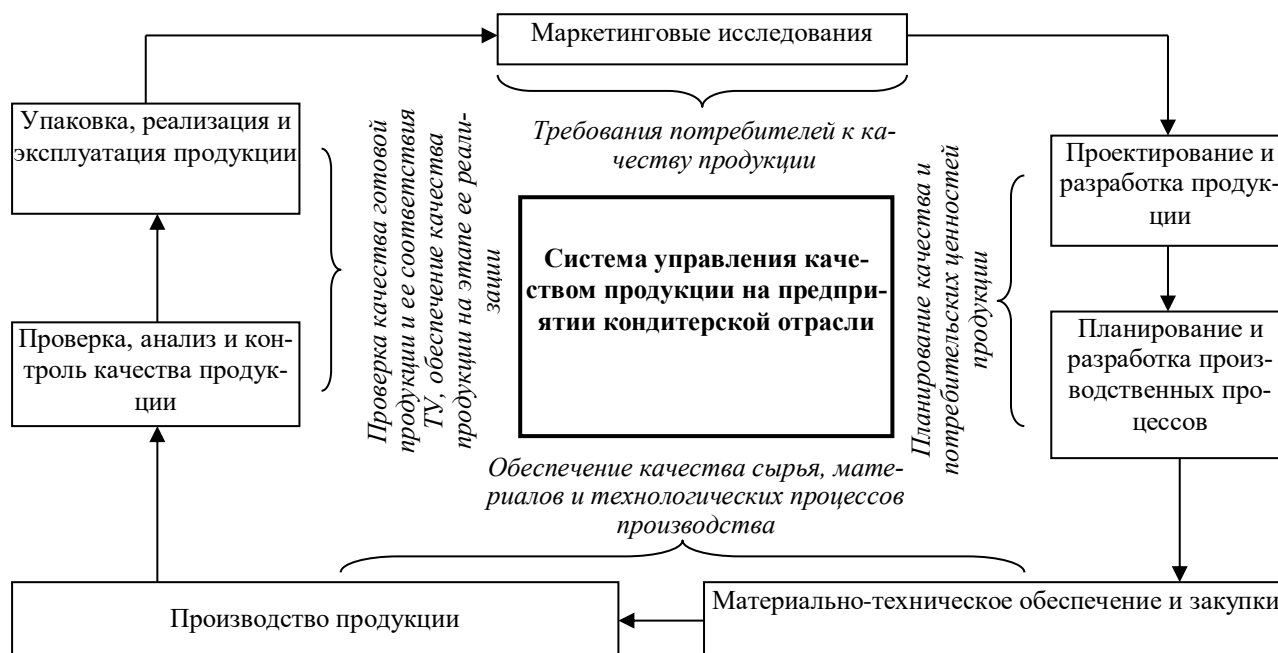 Маркетинговые исследования
Упаковка, реализация и
эксплуатация продукции
Проверка качества готовой
продукции и ее соответствия
ТУ, обеспечение качества
продукции на этапе ее реали-
зации
Требования потребителей к ка-
честву продукции
Планирование качества и
потребительских ценностей
продукции
Проектирование и
разработка продук-
ции
Система управления каче-
ством продукции на предпри-
ятии кондитерской отрасли
Проверка, анализ и кон-
троль качества продук-
ции
Планирование и
разработка произ-
водственных про-
цессов
Обеспечение качества сырья, мате-
риалов и технологических процессов
производства
Производство продукции
Материально-техническое обеспечение и закупки